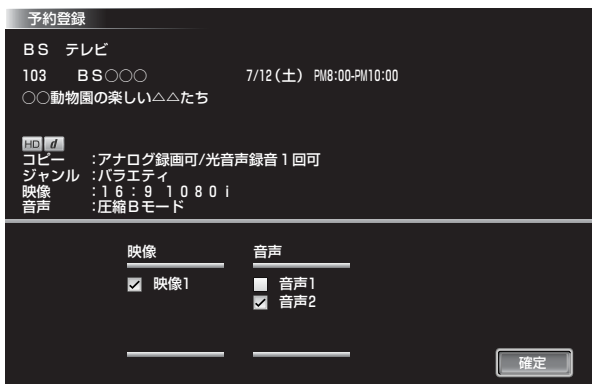 予約登録
BS テレビ
103 BS○○○ 7/12(土) PM8:00-PM10:00
○○動物園の楽しい△△たち
HD d
コピー :アナログ録画可/光音声録音1回可
ジャンル :バラエティ
映像 :16:9 1080i
音声 :圧縮Bモード
映像 音声
映像1 音声1
音声2
確定